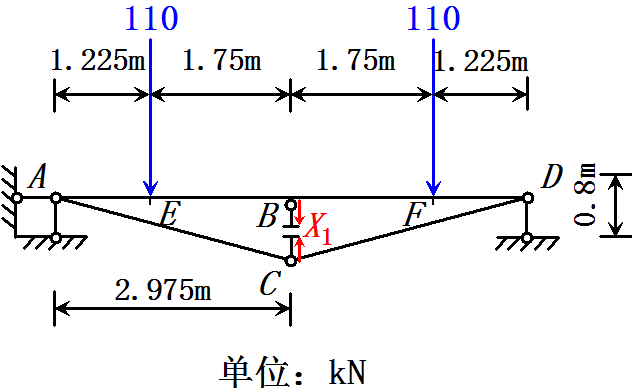 110 110
1.225m 1.75m 1.75m 1.225m
A E B F D
X₁
0.8m
C
2.975m
单位：kN